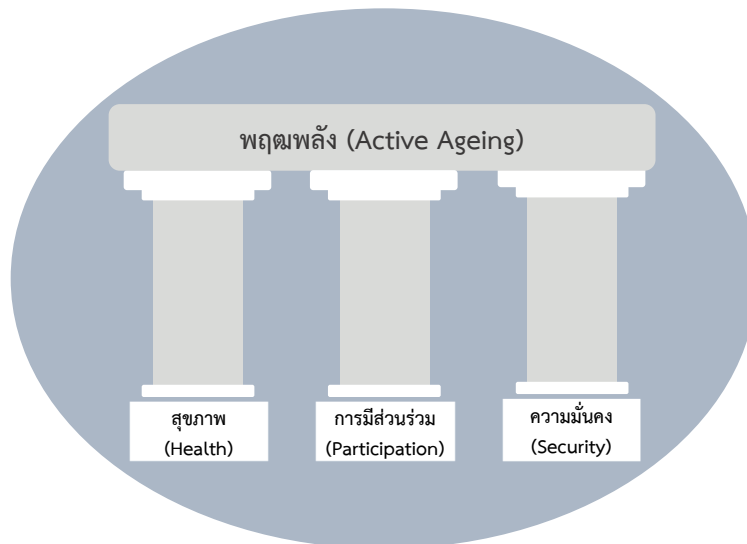 พฤฒพลัง (Active Ageing)
สุขภาพ
(Health)
การมีส่วนร่วม
(Participation)
ความมั่นคง
(Security)